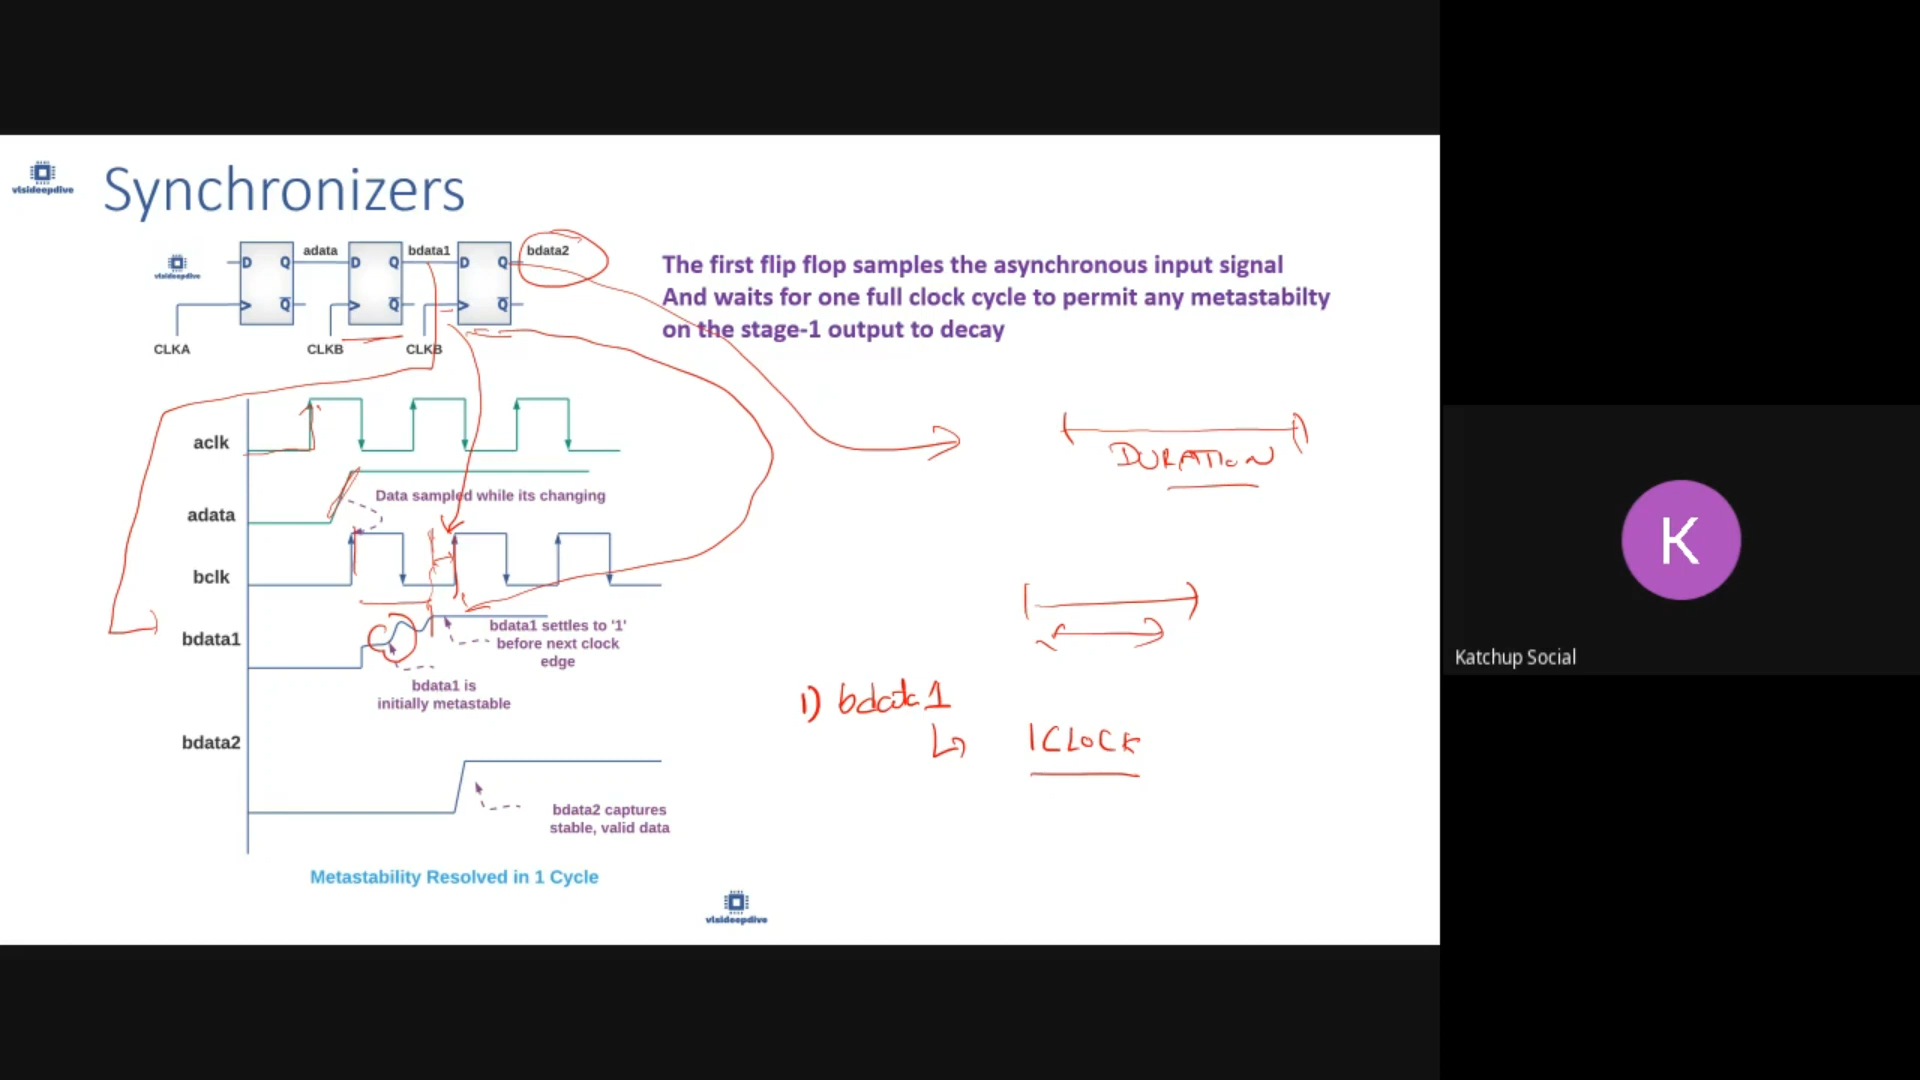 vlsideepdive
Synchronizers
adata
bdata1
bdata2
D Q
D Q
D Q
vlsideepdive
Q
Q
Q
CLKA
CLKB
CLKB
The first flip flop samples the asynchronous input signal
And waits for one full clock cycle to permit any metastabilty
on the stage-1 output to decay
aclk
DURATION
Data sampled while its changing
adata
bclk
bdata1 settles to '1'
before next clock
edge
bdata1
bdata1 is
initially metastable
1) bdata1
1 CLOCK
bdata2
bdata2 captures
stable, valid data
Metastability Resolved in 1 Cycle
vlsideepdive
K
Katchup Social